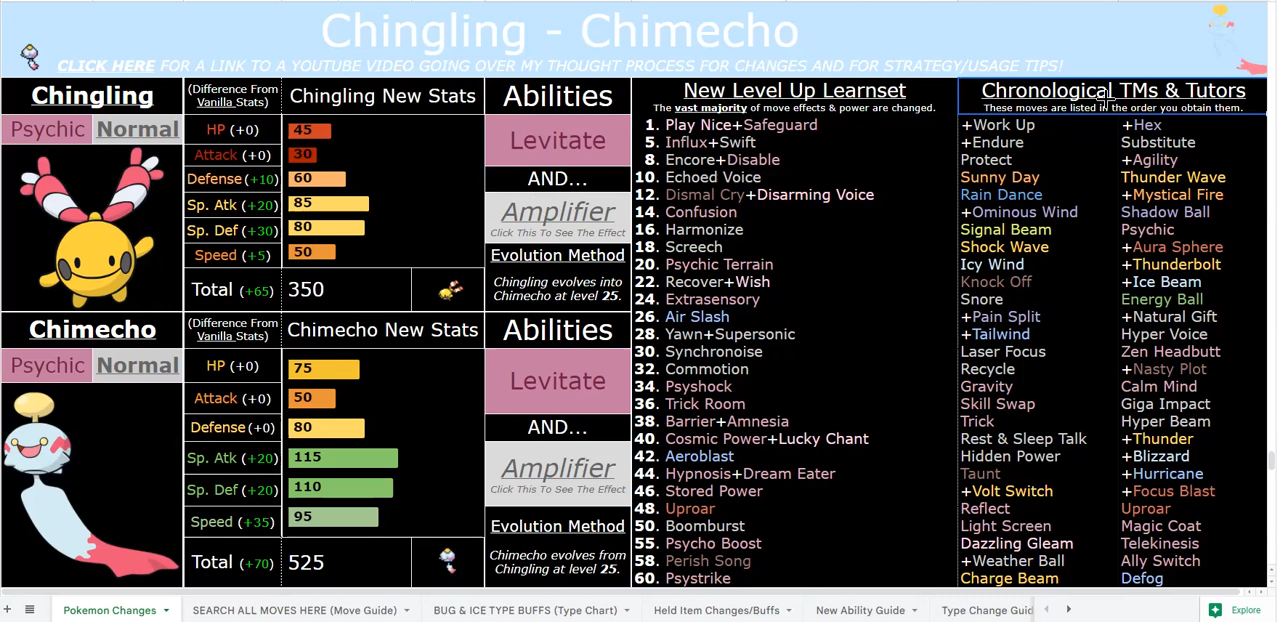 Chingling - Chimecho
CLICK HERE FOR A LINK TO A YOUTUBE VIDEO GOING OVER MY THOUGHT PROCESS FOR CHANGES AND FOR STRATEGY/USAGE TIPS!
Chingling
Psychic Normal
(Difference From
Vanilla Stats)
Chingling New Stats
HP (+0) 45
Attack (+0) 30
Defense (+10) 60
Sp. Atk (+20) 85
Sp. Def (+30) 80
Speed (+5) 50
Total (+65) 350
Abilities
Levitate
AND...
Amplifier
Click This To See The Effect
Evolution Method
Chingling evolves into
Chimecho at level 25.
Chimecho
Psychic Normal
(Difference From
Vanilla Stats)
Chimecho New Stats
HP (+0) 75
Attack (+0) 50
Defense (+0) 80
Sp. Atk (+20) 115
Sp. Def (+20) 110
Speed (+35) 95
Total (+70) 525
Abilities
Levitate
AND...
Amplifier
Click This To See The Effect
Evolution Method
Chimecho evolves from
Chingling at level 25.
New Level Up Learnset
The vast majority of move effects & power are changed.
1. Play Nice+Safeguard
5. Influx+Swift
8. Encore+Disable
10. Echoed Voice
12. Dismal Cry+Disarming Voice
14. Confusion
16. Harmonize
18. Screech
20. Psychic Terrain
22. Recover+Wish
24. Extrasensory
26. Air Slash
28. Yawn+Supersonic
30. Synchronoise
32. Commotion
34. Psyshock
36. Trick Room
38. Barrier+Amnesia
40. Cosmic Power+Lucky Chant
42. Aeroblast
44. Hypnosis+Dream Eater
46. Stored Power
48. Uproar
50. Boomburst
55. Psycho Boost
58. Perish Song
60. Psystrike
Chronological TMs & Tutors
These moves are listed in the order you obtain them.
+Work Up
+Endure
Protect
Sunny Day
Rain Dance
+Ominous Wind
Signal Beam
Shock Wave
Icy Wind
Knock Off
Snore
+Pain Split
+Tailwind
Laser Focus
Recycle
Gravity
Skill Swap
Trick
Rest & Sleep Talk
Hidden Power
Taunt
+Volt Switch
Reflect
Light Screen
Dazzling Gleam
+Weather Ball
Charge Beam
+Hex
Substitute
+Agility
Thunder Wave
+Mystical Fire
Shadow Ball
Psychic
+Aura Sphere
+Thunderbolt
+Ice Beam
Energy Ball
+Natural Gift
Hyper Voice
Zen Headbutt
+Nasty Plot
Calm Mind
Giga Impact
Hyper Beam
+Thunder
+Blizzard
+Hurricane
+Focus Blast
Uproar
Magic Coat
Telekinesis
Ally Switch
Defog
Pokemon Changes
SEARCH ALL MOVES HERE (Move Guide)
BUG & ICE TYPE BUFFS (Type Chart)
Held Item Changes/Buffs
New Ability Guide
Type Change Guid
Explore